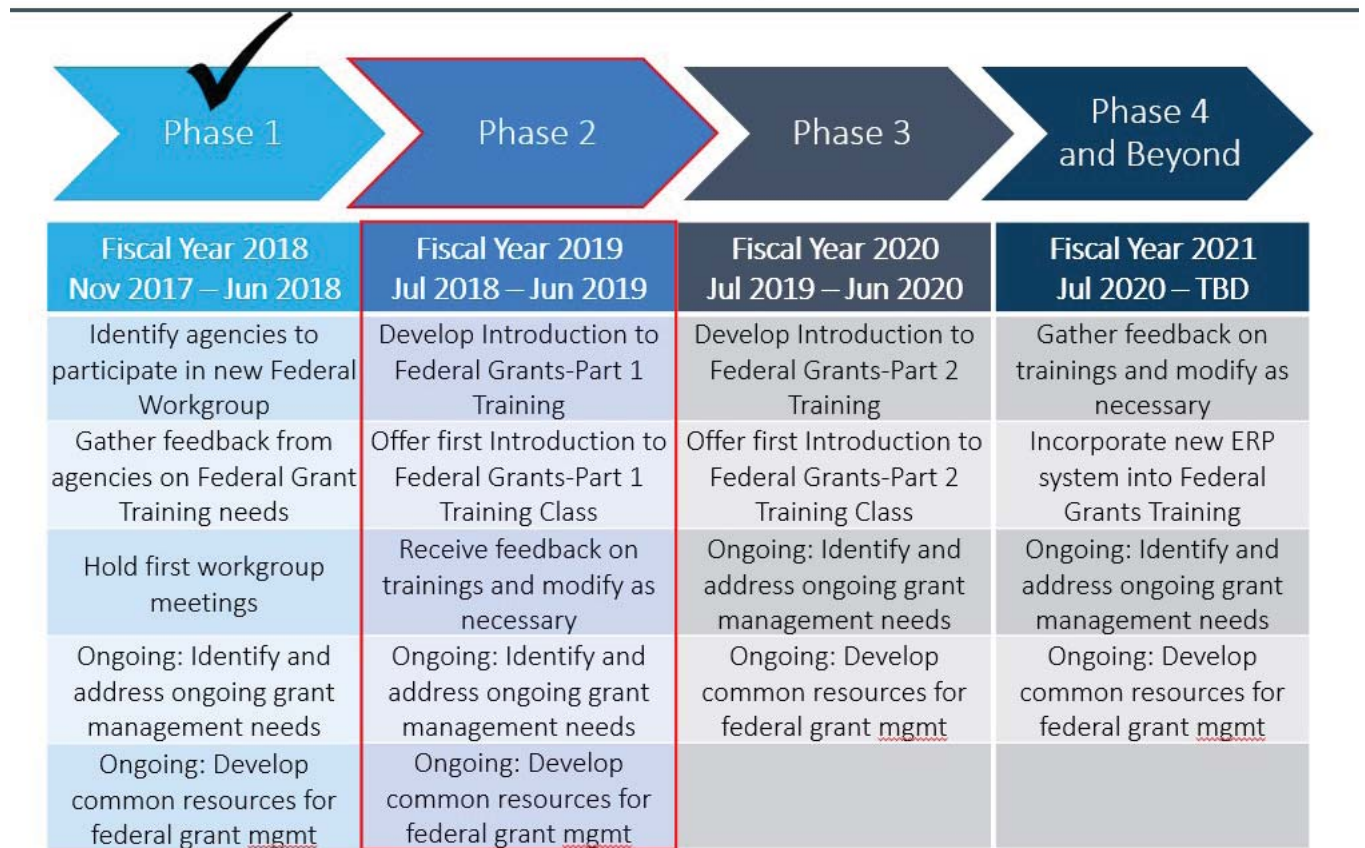 Phase 1
Phase 2
Phase 3
Phase 4
and Beyond
Fiscal Year 2018
Nov 2017 – Jun 2018
Fiscal Year 2019
Jul 2018 – Jun 2019
Fiscal Year 2020
Jul 2019 – Jun 2020
Fiscal Year 2021
Jul 2020 – TBD
Identify agencies to
participate in new Federal
Workgroup
Develop Introduction to
Federal Grants-Part 1
Training
Develop Introduction to
Federal Grants-Part 2
Training
Gather feedback on
trainings and modify as
necessary
Gather feedback from
agencies on Federal Grant
Training needs
Offer first Introduction to
Federal Grants-Part 1
Training Class
Offer first Introduction to
Federal Grants-Part 2
Training Class
Incorporate new ERP
system into Federal
Grants Training
Hold first workgroup
meetings
Receive feedback on
trainings and modify as
necessary
Ongoing: Identify and
address ongoing grant
management needs
Ongoing: Identify and
address ongoing grant
management needs
Ongoing: Identify and
address ongoing grant
management needs
Ongoing: Identify and
address ongoing grant
management needs
Ongoing: Develop
common resources for
federal grant mgmt
Ongoing: Develop
common resources for
federal grant mgmt
Ongoing: Develop
common resources for
federal grant mgmt
Ongoing: Develop
common resources for
federal grant mgmt